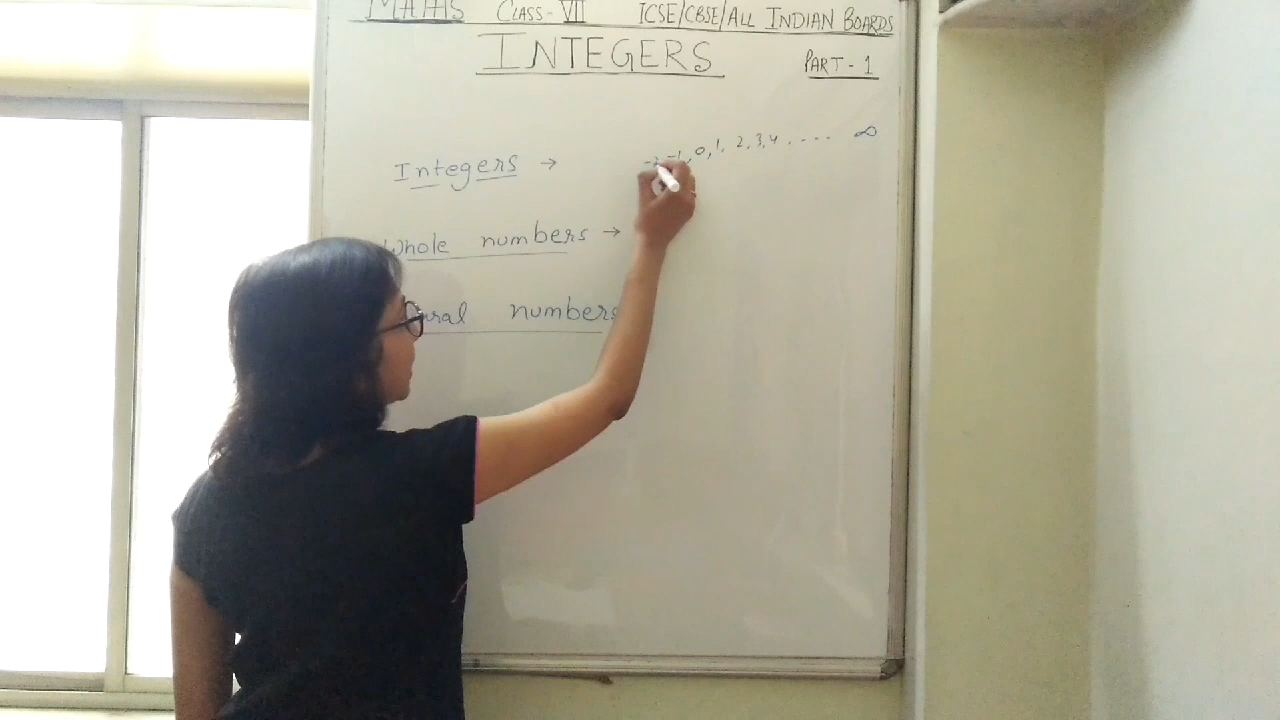 MATHS CLASS-VII ICSE/CBSE/ALL INDIAN BOARDS
INTEGERS
PART-1
Integers → -2, -1, 0, 1, 2, 3, 4, .... ∞
Whole numbers →
numbers